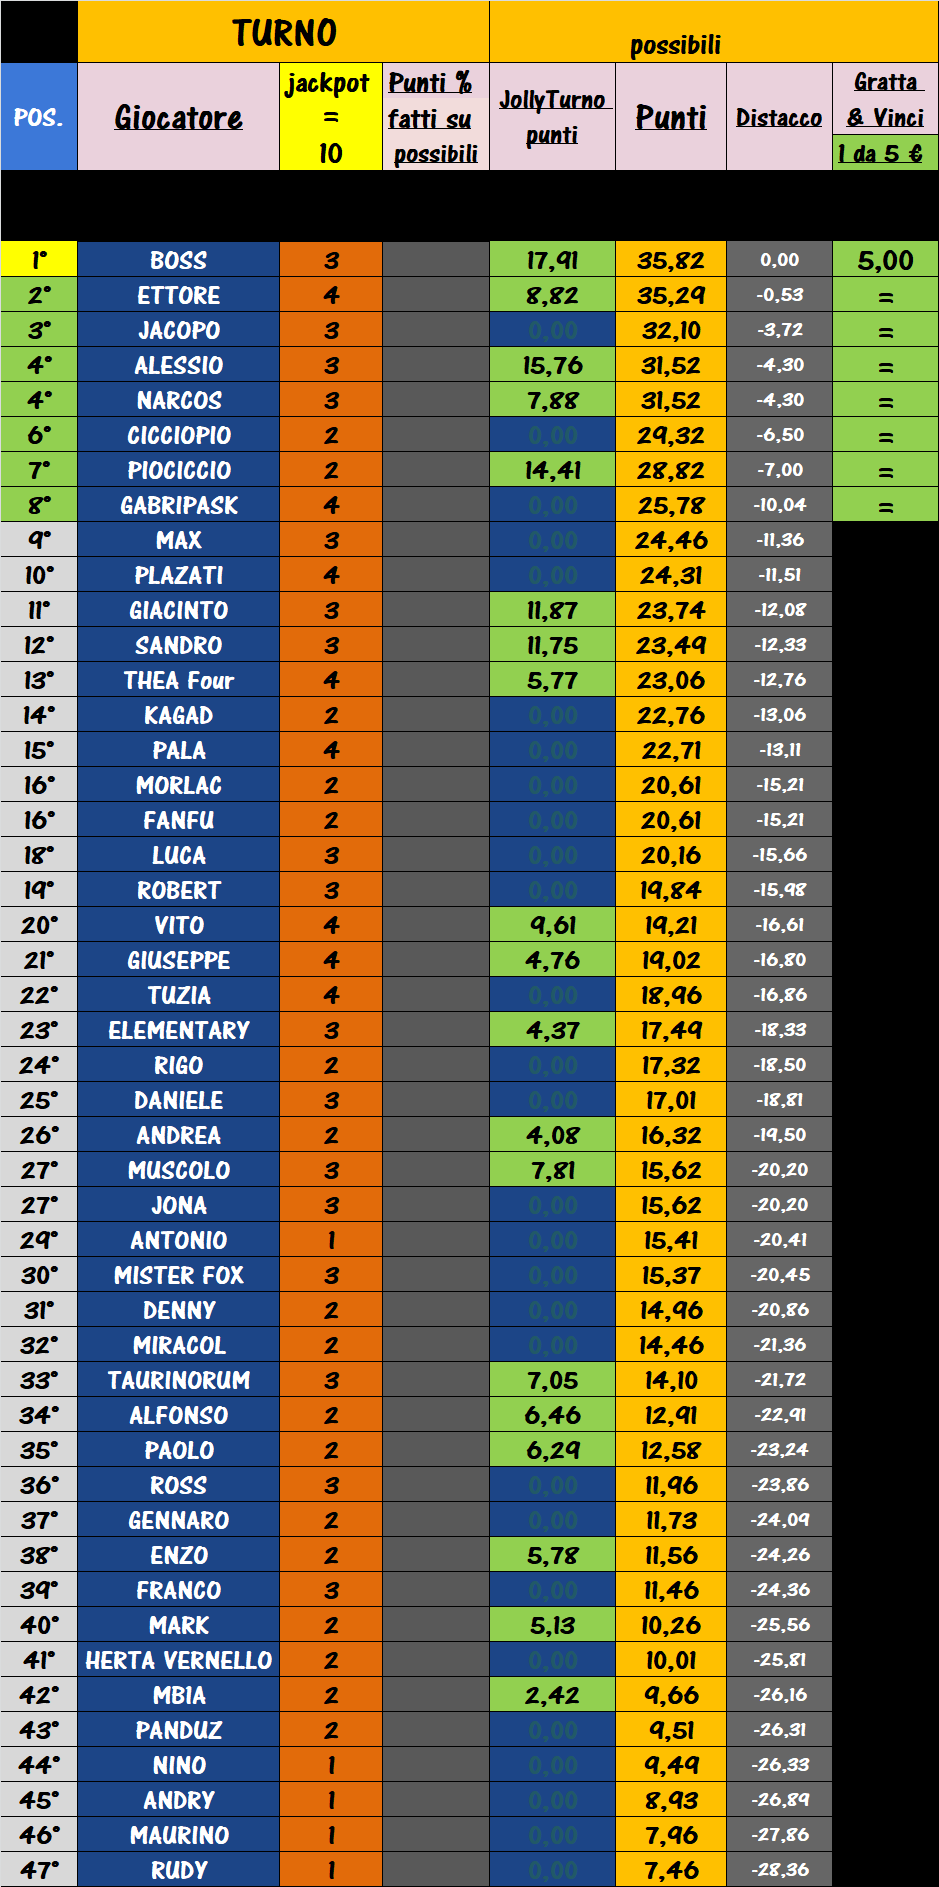 TURNO
possibili
POS. Giocatore jackpot = 10 Punti % fatti su possibili JollyTurno punti Punti Distacco Gratta & Vinci 1 da 5 €
1° BOSS 3 17,91 35,82 0,00 5,00
2° ETTORE 4 8,82 35,29 -0,53 =
3° JACOPO 3 0,00 32,10 -3,72 =
4° ALESSIO 3 15,76 31,52 -4,30 =
4° NARCOS 3 7,88 31,52 -4,30 =
6° CICCIOPIO 2 0,00 29,32 -6,50 =
7° PIOCICCIO 2 14,41 28,82 -7,00 =
8° GABRIPASK 4 0,00 25,78 -10,04 =
9° MAX 3 0,00 24,46 -11,36
10° PLAZATI 4 0,00 24,31 -11,51
11° GIACINTO 3 11,87 23,74 -12,08
12° SANDRO 3 11,75 23,49 -12,33
13° THEA Four 4 5,77 23,06 -12,76
14° KAGAD 2 0,00 22,76 -13,06
15° PALA 4 0,00 22,71 -13,11
16° MORLAC 2 0,00 20,61 -15,21
16° FANFU 2 0,00 20,61 -15,21
18° LUCA 3 0,00 20,16 -15,66
19° ROBERT 3 0,00 19,84 -15,98
20° VITO 4 9,61 19,21 -16,61
21° GIUSEPPE 4 4,76 19,02 -16,80
22° TUZIA 4 0,00 18,96 -16,86
23° ELEMENTARY 3 4,37 17,49 -18,33
24° RIGO 2 0,00 17,32 -18,50
25° DANIELE 3 0,00 17,01 -18,81
26° ANDREA 2 4,08 16,32 -19,50
27° MUSCOLO 3 7,81 15,62 -20,20
27° JONA 3 0,00 15,62 -20,20
29° ANTONIO 1 0,00 15,41 -20,41
30° MISTER FOX 3 0,00 15,37 -20,45
31° DENNY 2 0,00 14,96 -20,86
32° MIRACOL 2 0,00 14,46 -21,36
33° TAURINORUM 3 7,05 14,10 -21,72
34° ALFONSO 2 6,46 12,91 -22,91
35° PAOLO 2 6,29 12,58 -23,24
36° ROSS 3 0,00 11,96 -23,86
37° GENNARO 2 0,00 11,73 -24,09
38° ENZO 2 5,78 11,56 -24,26
39° FRANCO 3 0,00 11,46 -24,36
40° MARK 2 5,13 10,26 -25,56
41° HERTA VERNELLO 2 0,00 10,01 -25,81
42° MBIA 2 2,42 9,66 -26,16
43° PANDUZ 2 0,00 9,51 -26,31
44° NINO 1 0,00 9,49 -26,33
45° ANDRY 1 0,00 8,93 -26,89
46° MAURINO 1 0,00 7,96 -27,86
47° RUDY 1 0,00 7,46 -28,36